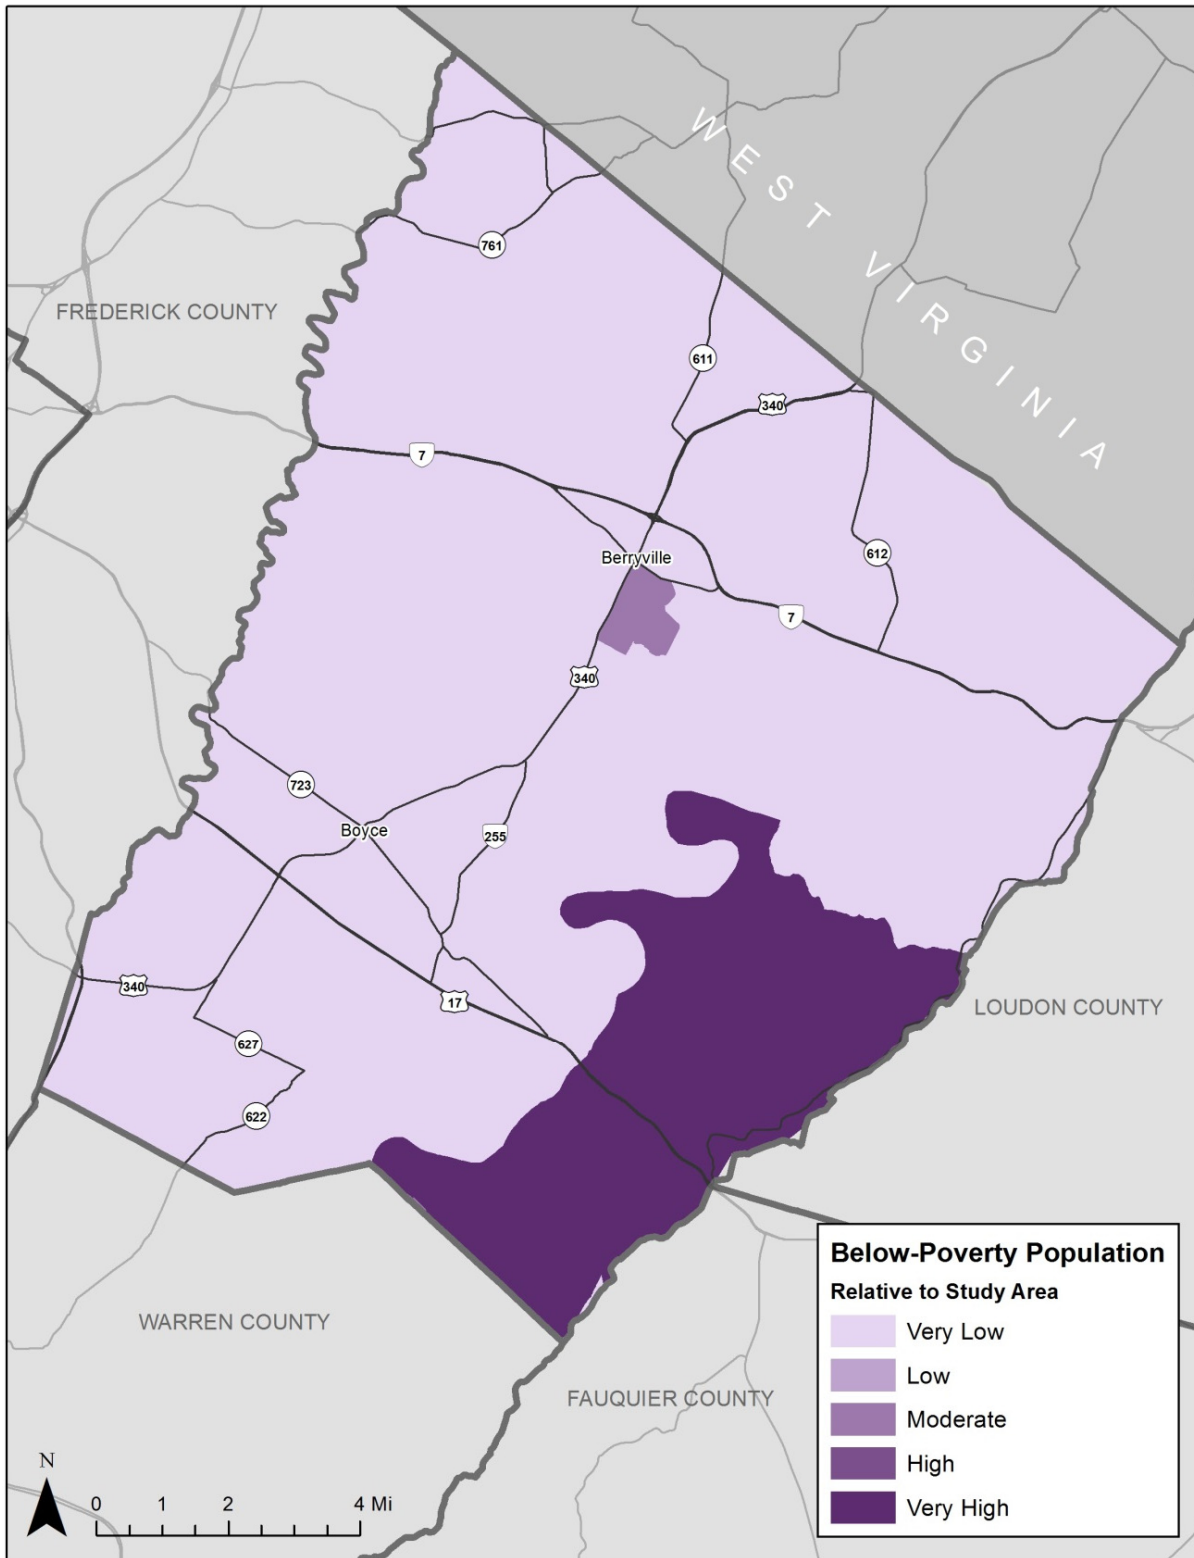 WEST VIRGINIA
761
FREDERICK COUNTY
611
340
7
Berryville
612
7
340
723
Boyce
255
340
17
LOUDON COUNTY
627
622
WARREN COUNTY
FAUQUIER COUNTY
Below-Poverty Population
Relative to Study Area
Very Low
Low
Moderate
High
Very High
N
0 1 2 4 Mi